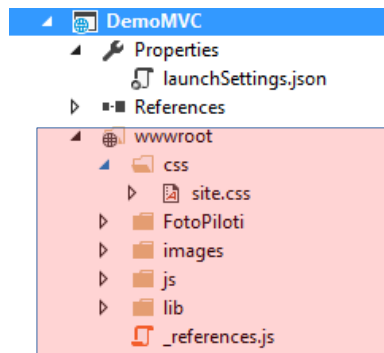 DemoMVC
Properties
launchSettings.json
References
wwwroot
css
site.css
FotoPiloti
images
js
lib
_references.js